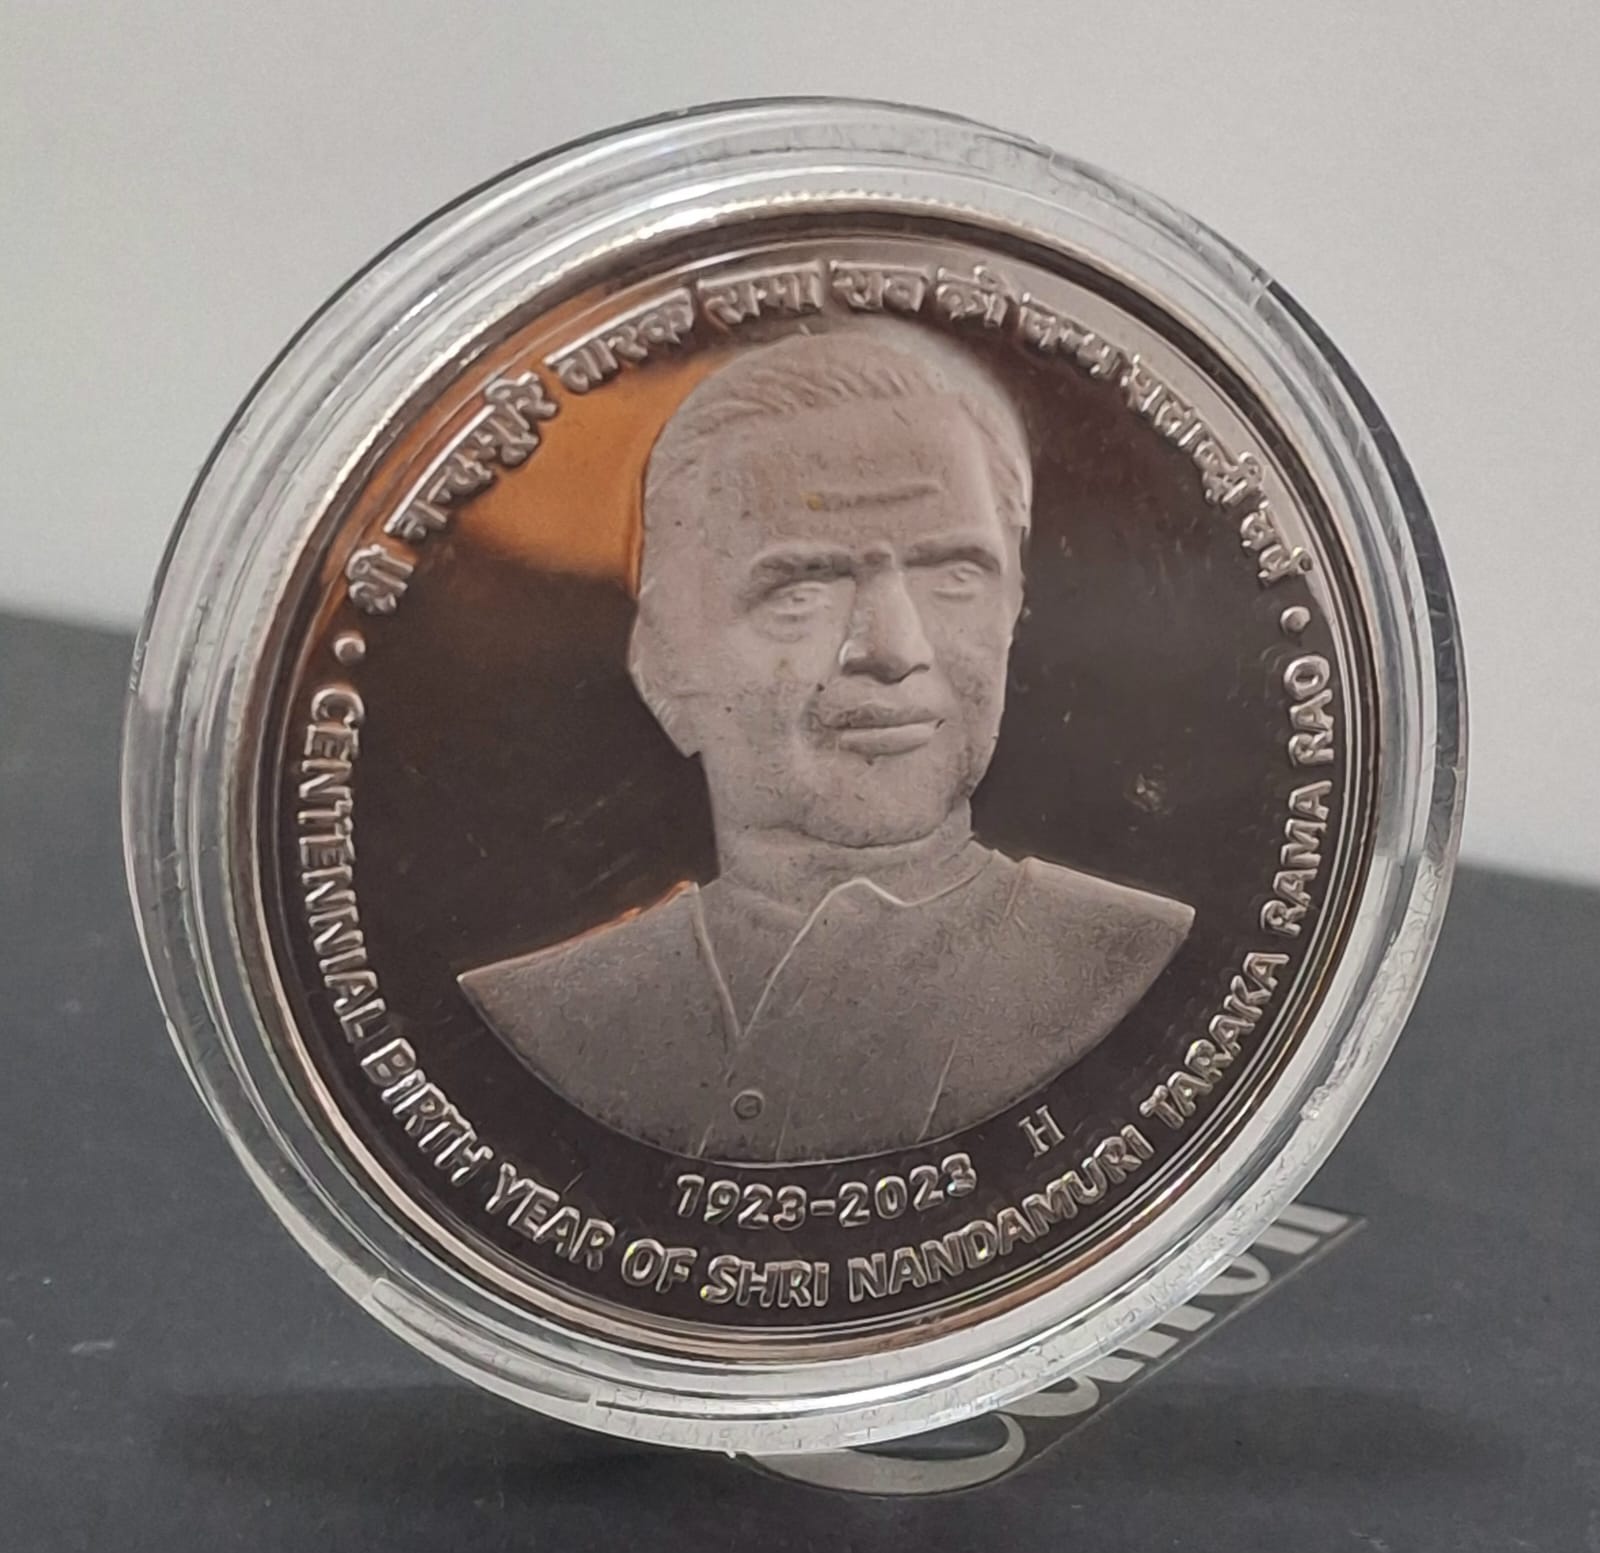 श्री नन्दमूरि तारक रामा राव की जन्म शताब्दी वर्ष
1923-2023
H
CENTENNIAL BIRTH YEAR OF SHRI NANDAMURI TARAKA RAMA RAO